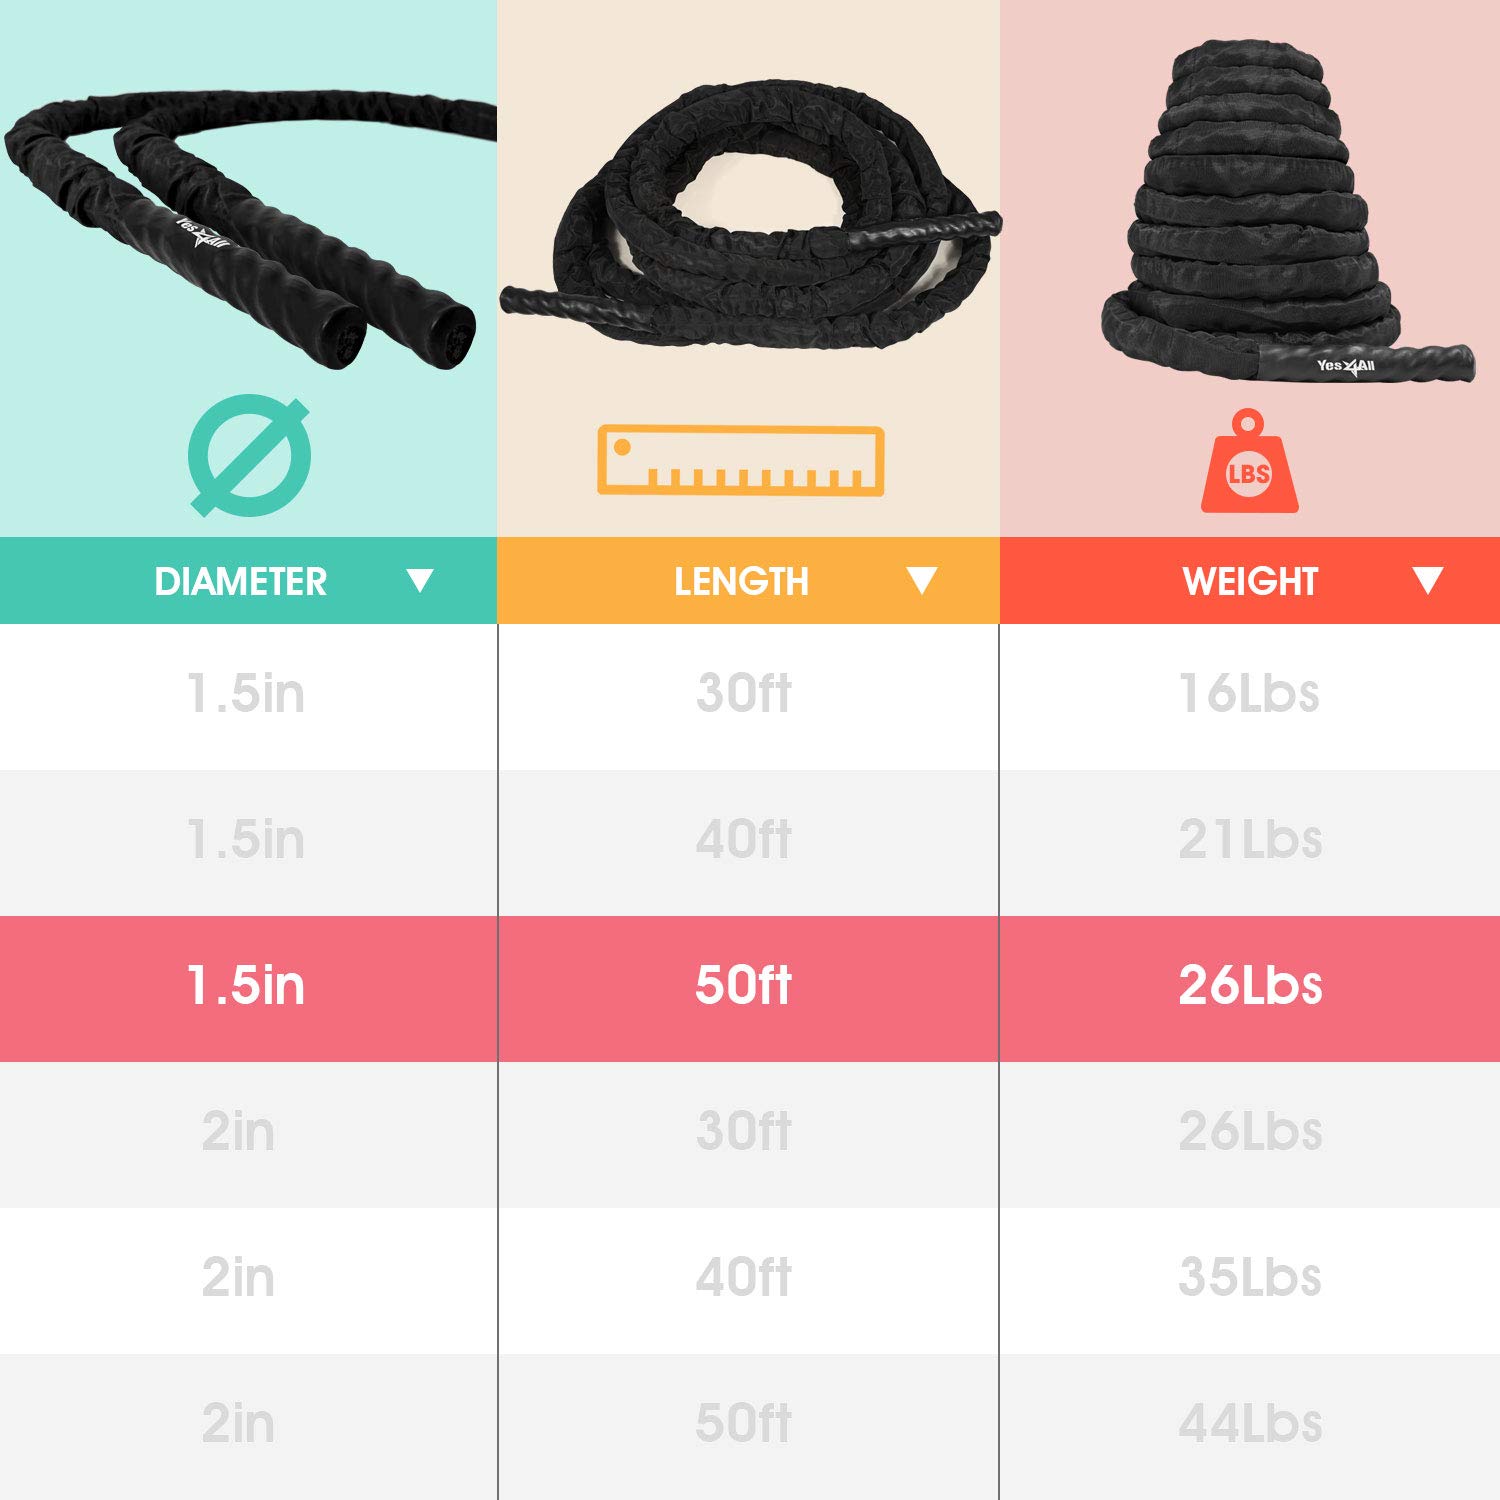 Yes4All
Yes4All
LBS
DIAMETER
LENGTH
WEIGHT
1.5in
30ft
16Lbs
1.5in
40ft
21Lbs
1.5in
50ft
26Lbs
2in
30ft
26Lbs
2in
40ft
35Lbs
2in
50ft
44Lbs